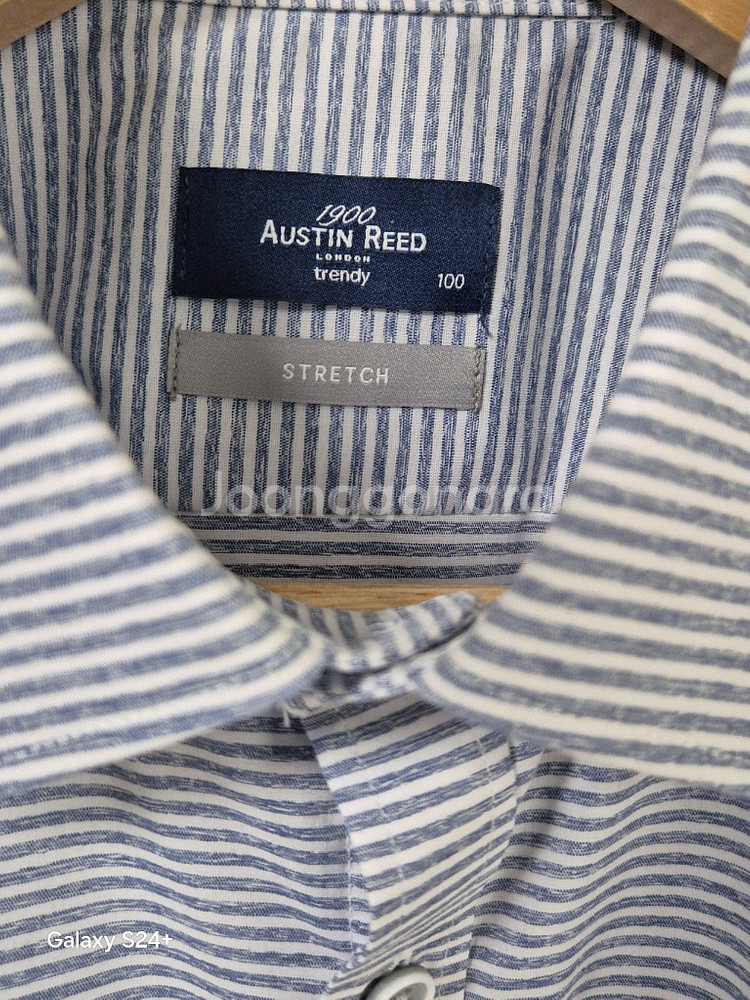 1900
AUSTIN REED
LONDON
trendy
100
STRETCH
Joonggonara
Galaxy S24+